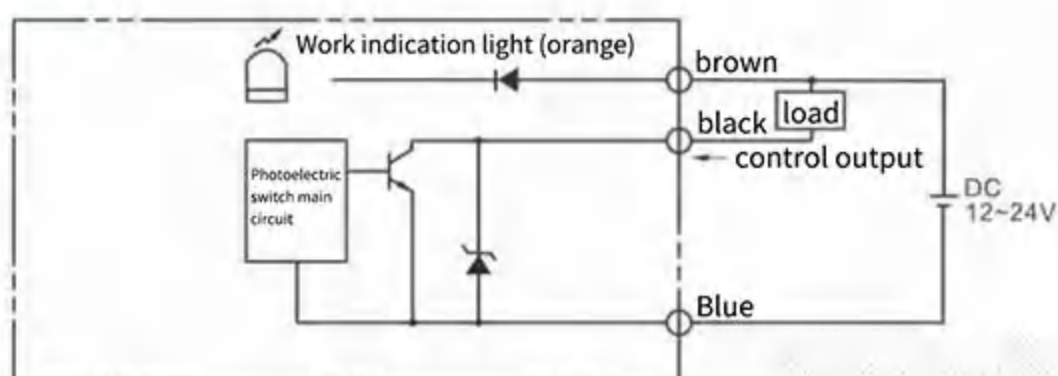 Work indication light (orange)
brown
load
black
control output
Photoelectric
switch main
circuit
DC
12~24V
Blue